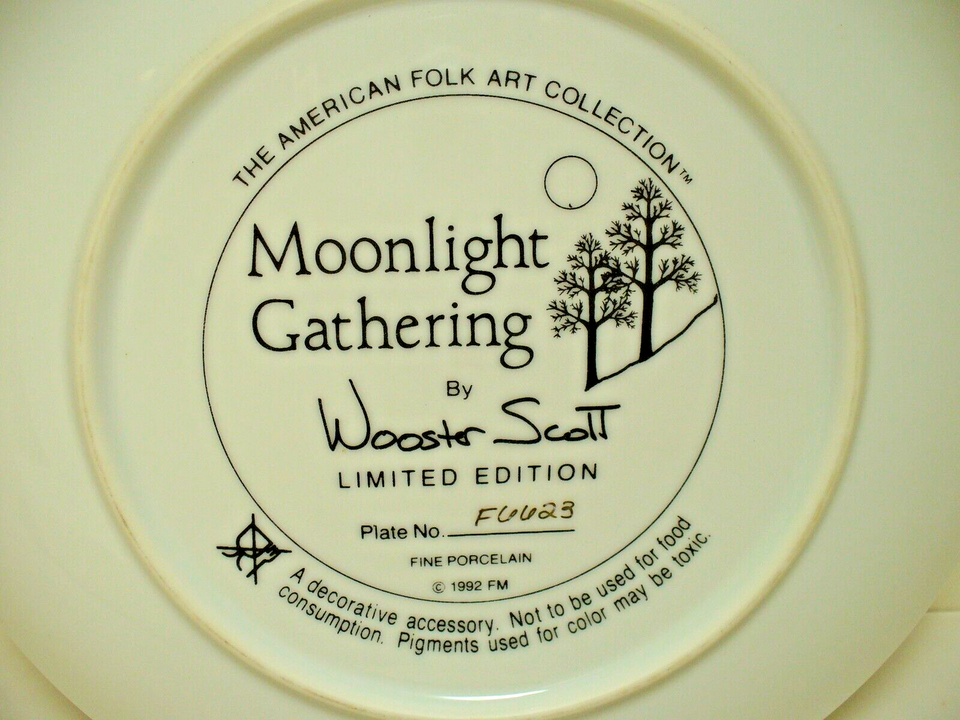 THE AMERICAN FOLK ART COLLECTION™
Moonlight
Gathering
By
Wooster Scott
LIMITED EDITION
Plate No. F6623
FINE PORCELAIN
© 1992 FM
A decorative accessory. Not to be used for food
consumption. Pigments used for color may be toxic.